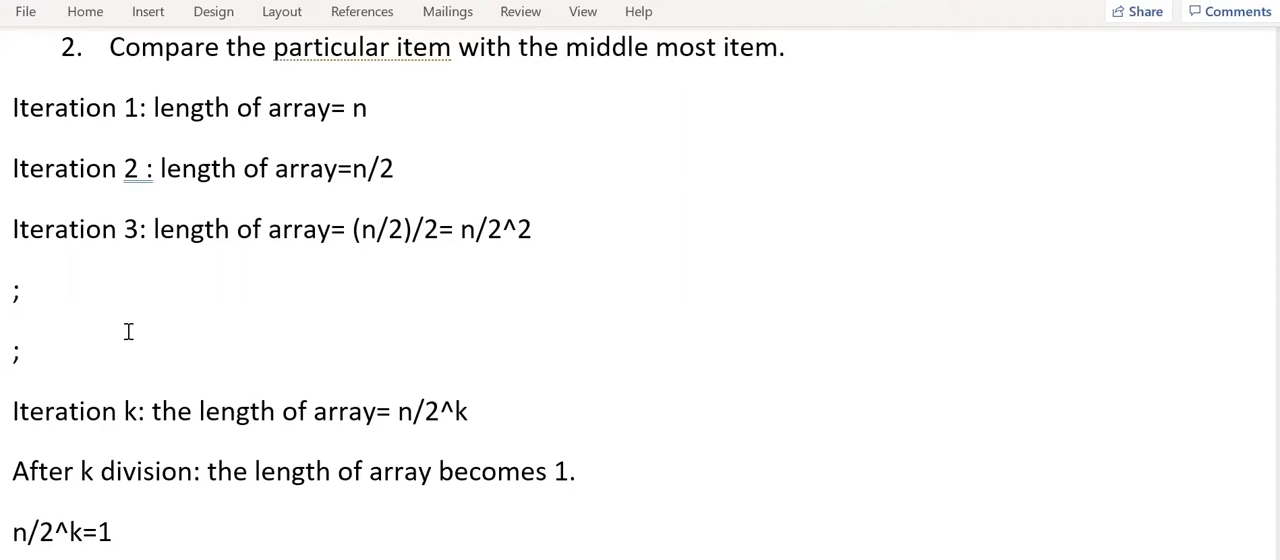 File Home Insert Design Layout References Mailings Review View Help Share Comments
2. Compare the particular item with the middle most item.
Iteration 1: length of array= n
Iteration 2 : length of array=n/2
Iteration 3: length of array= (n/2)/2= n/2^2
;
;
Iteration k: the length of array= n/2^k
After k division: the length of array becomes 1.
n/2^k=1